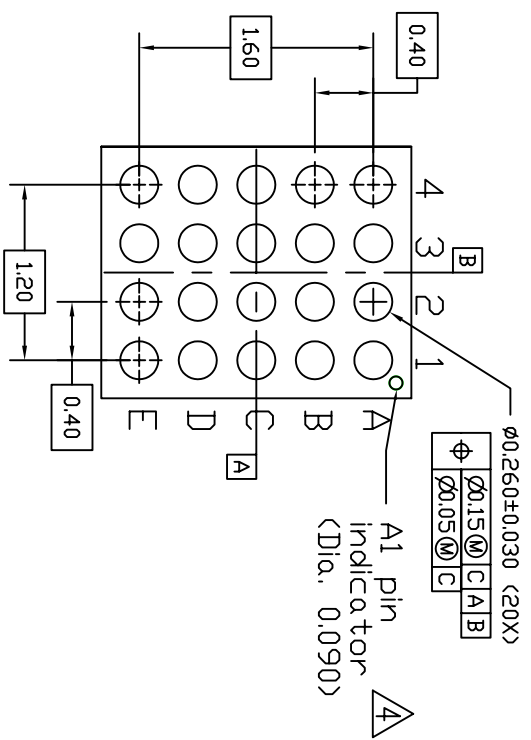 Ø0.260±0.030 (20X)
Ø0.15Ⓜ C A B
Ø0.05Ⓜ C
A1 pin
indicator
(Dia. 0.090)
4
0.40
1.60
4 3 2 1
A
B
C
D
E
B
A
1.20
0.40